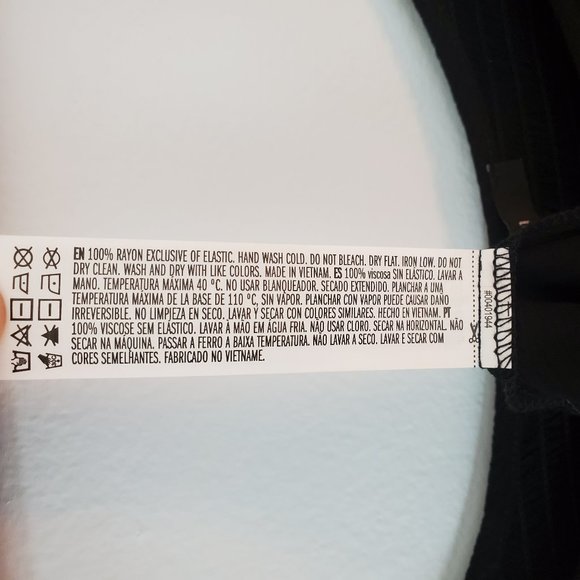 EN 100% RAYON EXCLUSIVE OF ELASTIC. HAND WASH COLD. DO NOT BLEACH. DRY FLAT. IRON LOW. DO NOT
DRY CLEAN. WASH AND DRY WITH LIKE COLORS. MADE IN VIETNAM. ES 100% viscosa SIN ELÁSTICO. LAVAR A
MANO. TEMPERATURA MÁXIMA 40 ºC. NO USAR BLANQUEADOR. SECADO EXTENDIDO. PLANCHAR A UNA
TEMPERATURA MÁXIMA DE LA BASE DE 110 ºC, SIN VAPOR. PLANCHAR CON VAPOR PUEDE CAUSAR DAÑO
IRREVERSIBLE. NO LIMPIEZA EN SECO. LAVAR Y SECAR CON COLORES SIMILARES. HECHO EN VIETNAM. PT
100% VISCOSE SEM ELÁSTICO. LAVAR À MÃO EM ÁGUA FRIA. NÃO USAR CLORO. SECAR NA HORIZONTAL. NÃO
SECAR NA MÁQUINA. PASSAR A FERRO A BAIXA TEMPERATURA. NÃO LAVAR A SECO. LAVAR E SECAR COM
CORES SEMELHANTES. FABRICADO NO VIETNAME.
#U0401944